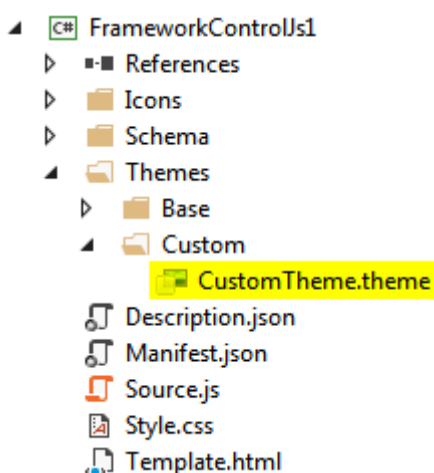 C# FrameworkControlJs1
References
Icons
Schema
Themes
Base
Custom
CustomTheme.theme
Description.json
Manifest.json
Source.js
Style.css
Template.html